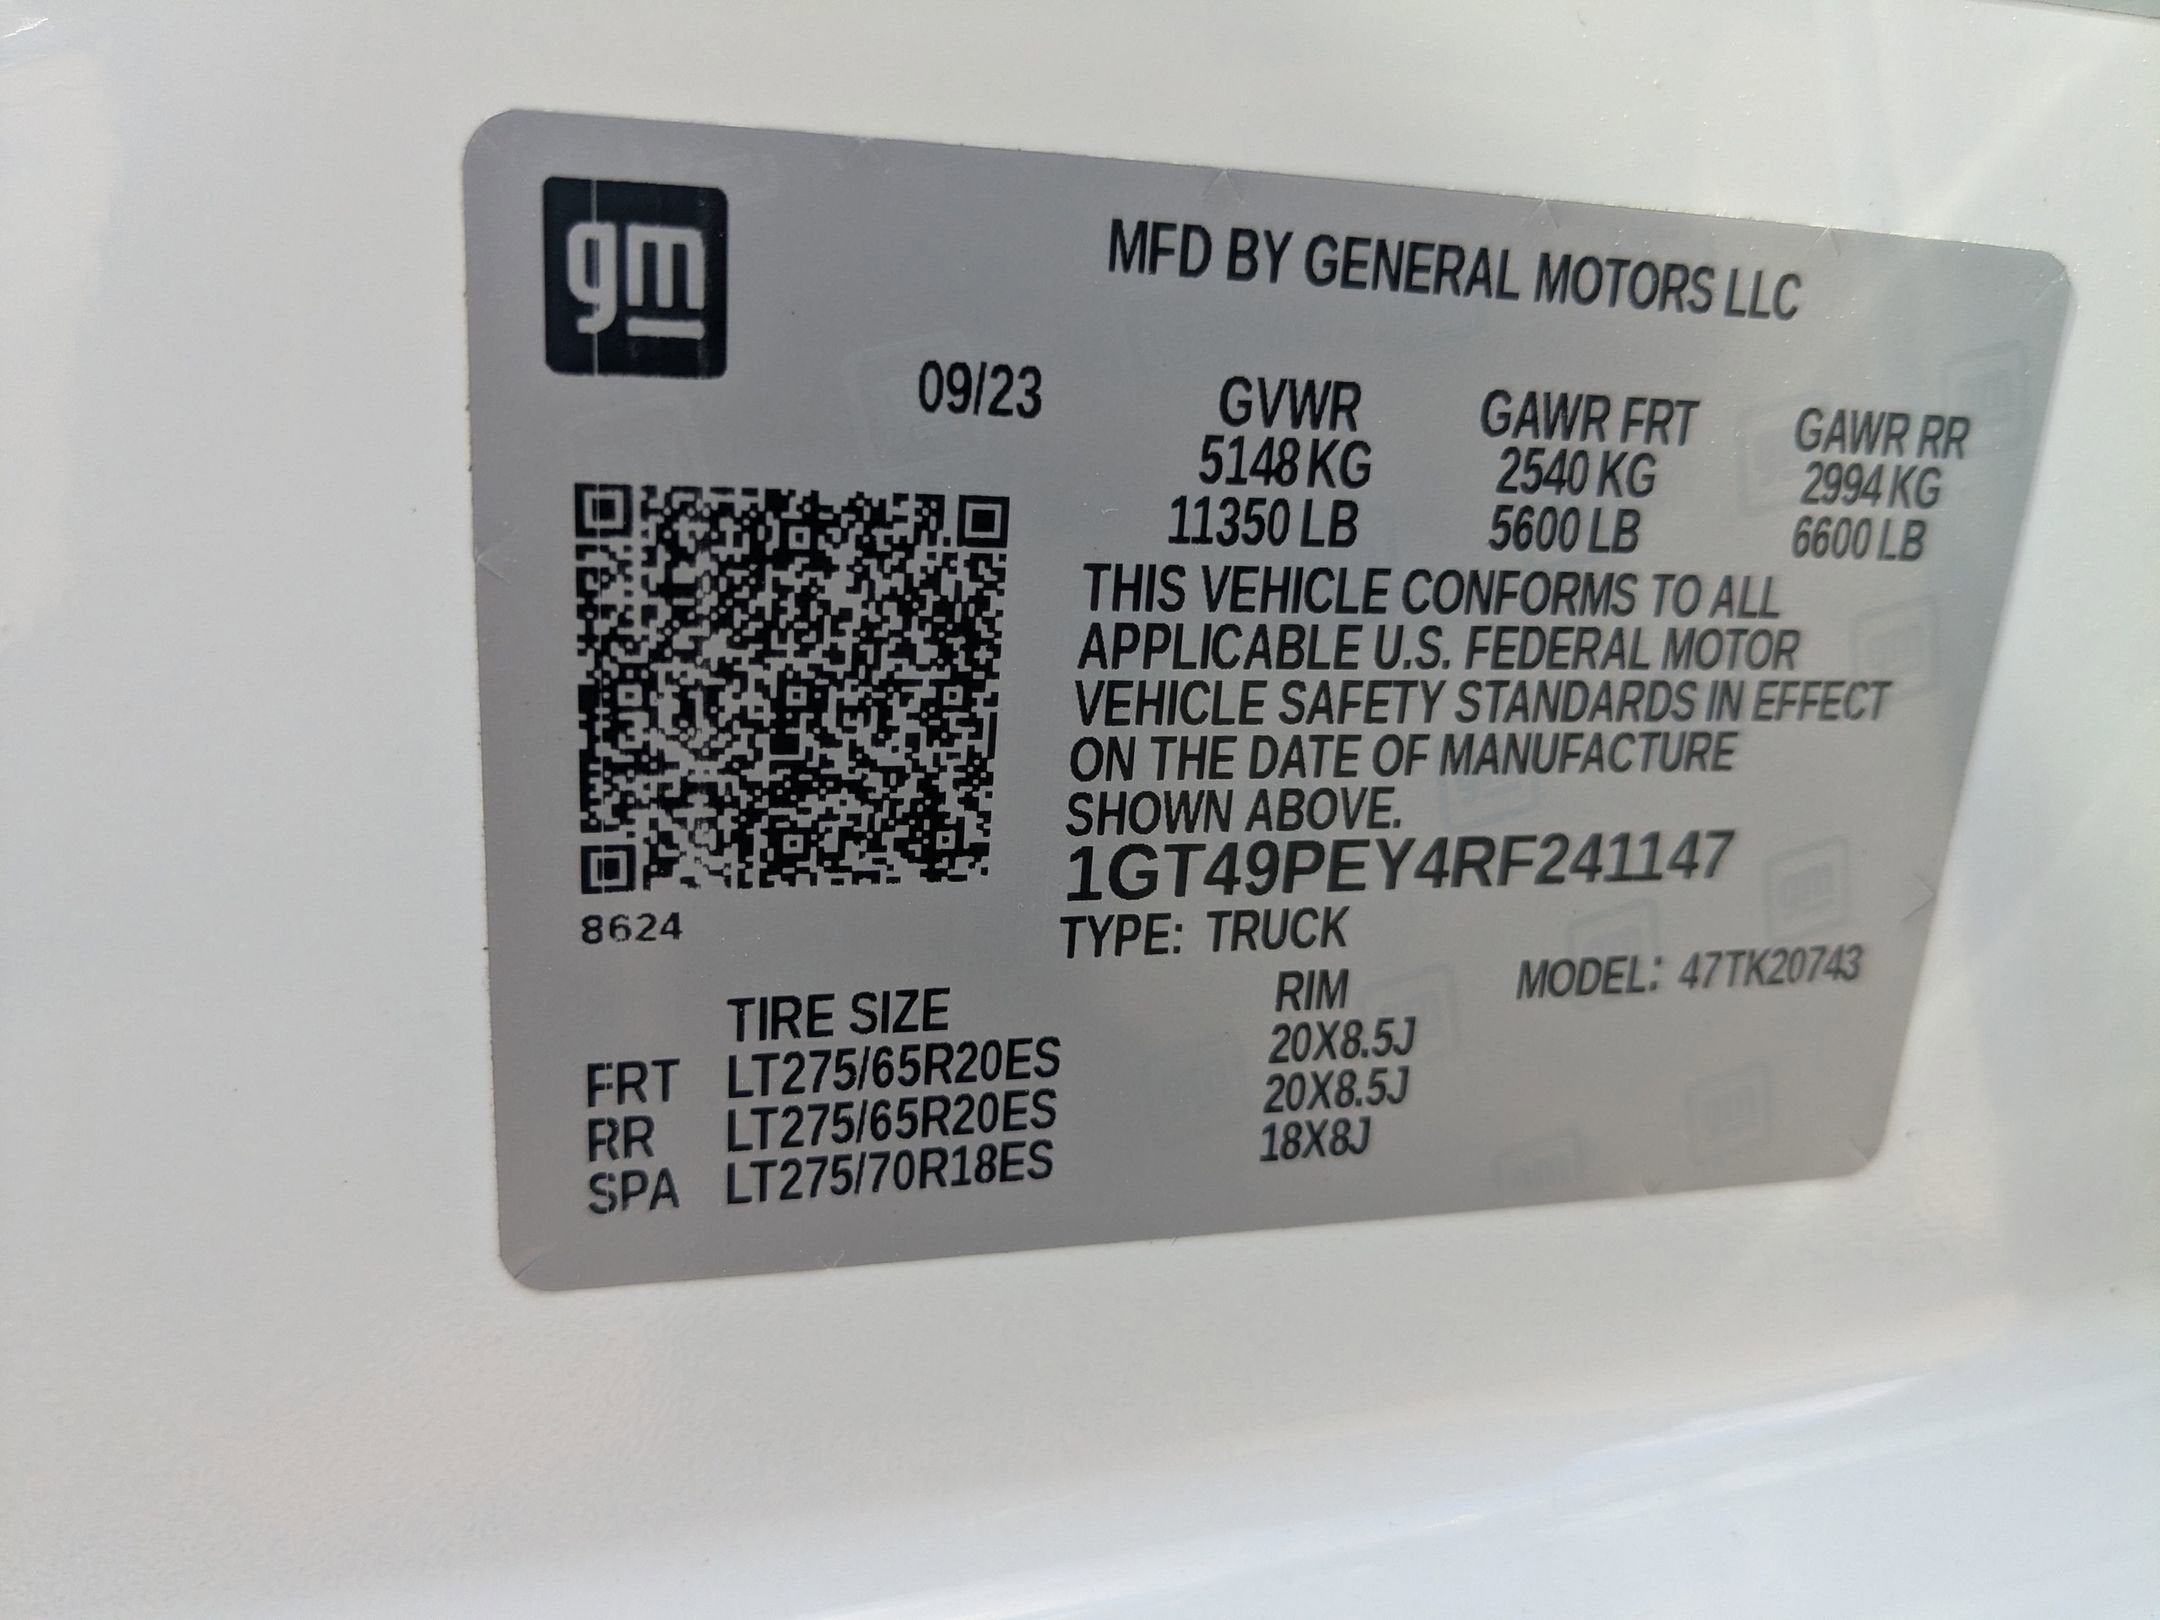 gm
MFD BY GENERAL MOTORS LLC
09/23
GVWR GAWR FRT GAWR RR
5148 KG 2540 KG 2994 KG
11350 LB 5600 LB 6600 LB
THIS VEHICLE CONFORMS TO ALL
APPLICABLE U.S. FEDERAL MOTOR
VEHICLE SAFETY STANDARDS IN EFFECT
ON THE DATE OF MANUFACTURE
SHOWN ABOVE.
1GT49PEY4RF241147
8624
TYPE: TRUCK
MODEL: 47TK20743
TIRE SIZE RIM
FRT LT275/65R20ES 20X8.5J
RR LT275/65R20ES 20X8.5J
SPA LT275/70R18ES 18X8J